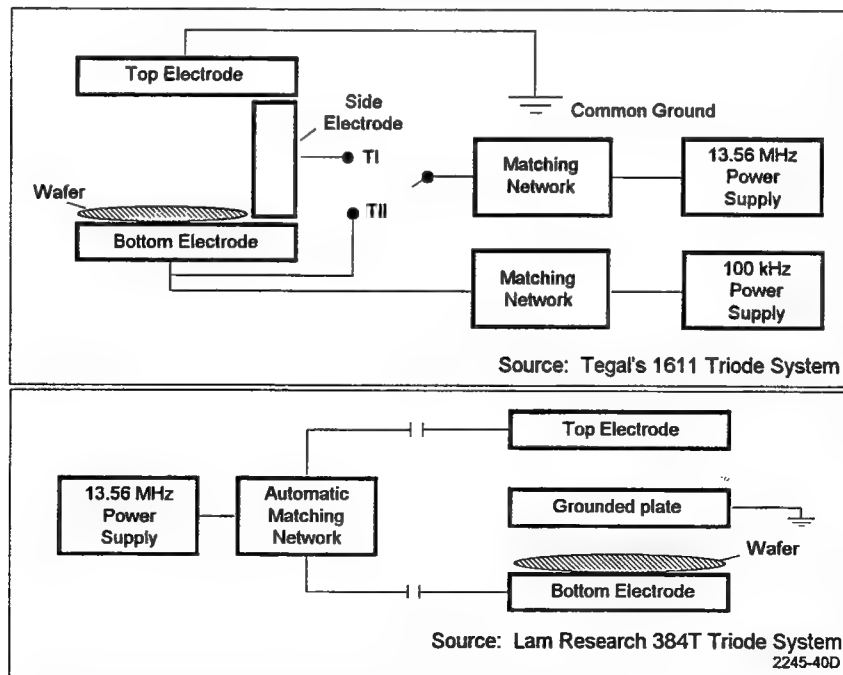 Top Electrode
Side
Electrode
Common Ground
TI
Matching
Network
13.56 MHz
Power
Supply
Wafer
TII
Bottom Electrode
Matching
Network
100 kHz
Power
Supply
Source: Tegal's 1611 Triode System
Top Electrode
13.56 MHz
Power
Supply
Automatic
Matching
Network
Grounded plate
Wafer
Bottom Electrode
Source: Lam Research 384T Triode System
2245-40D